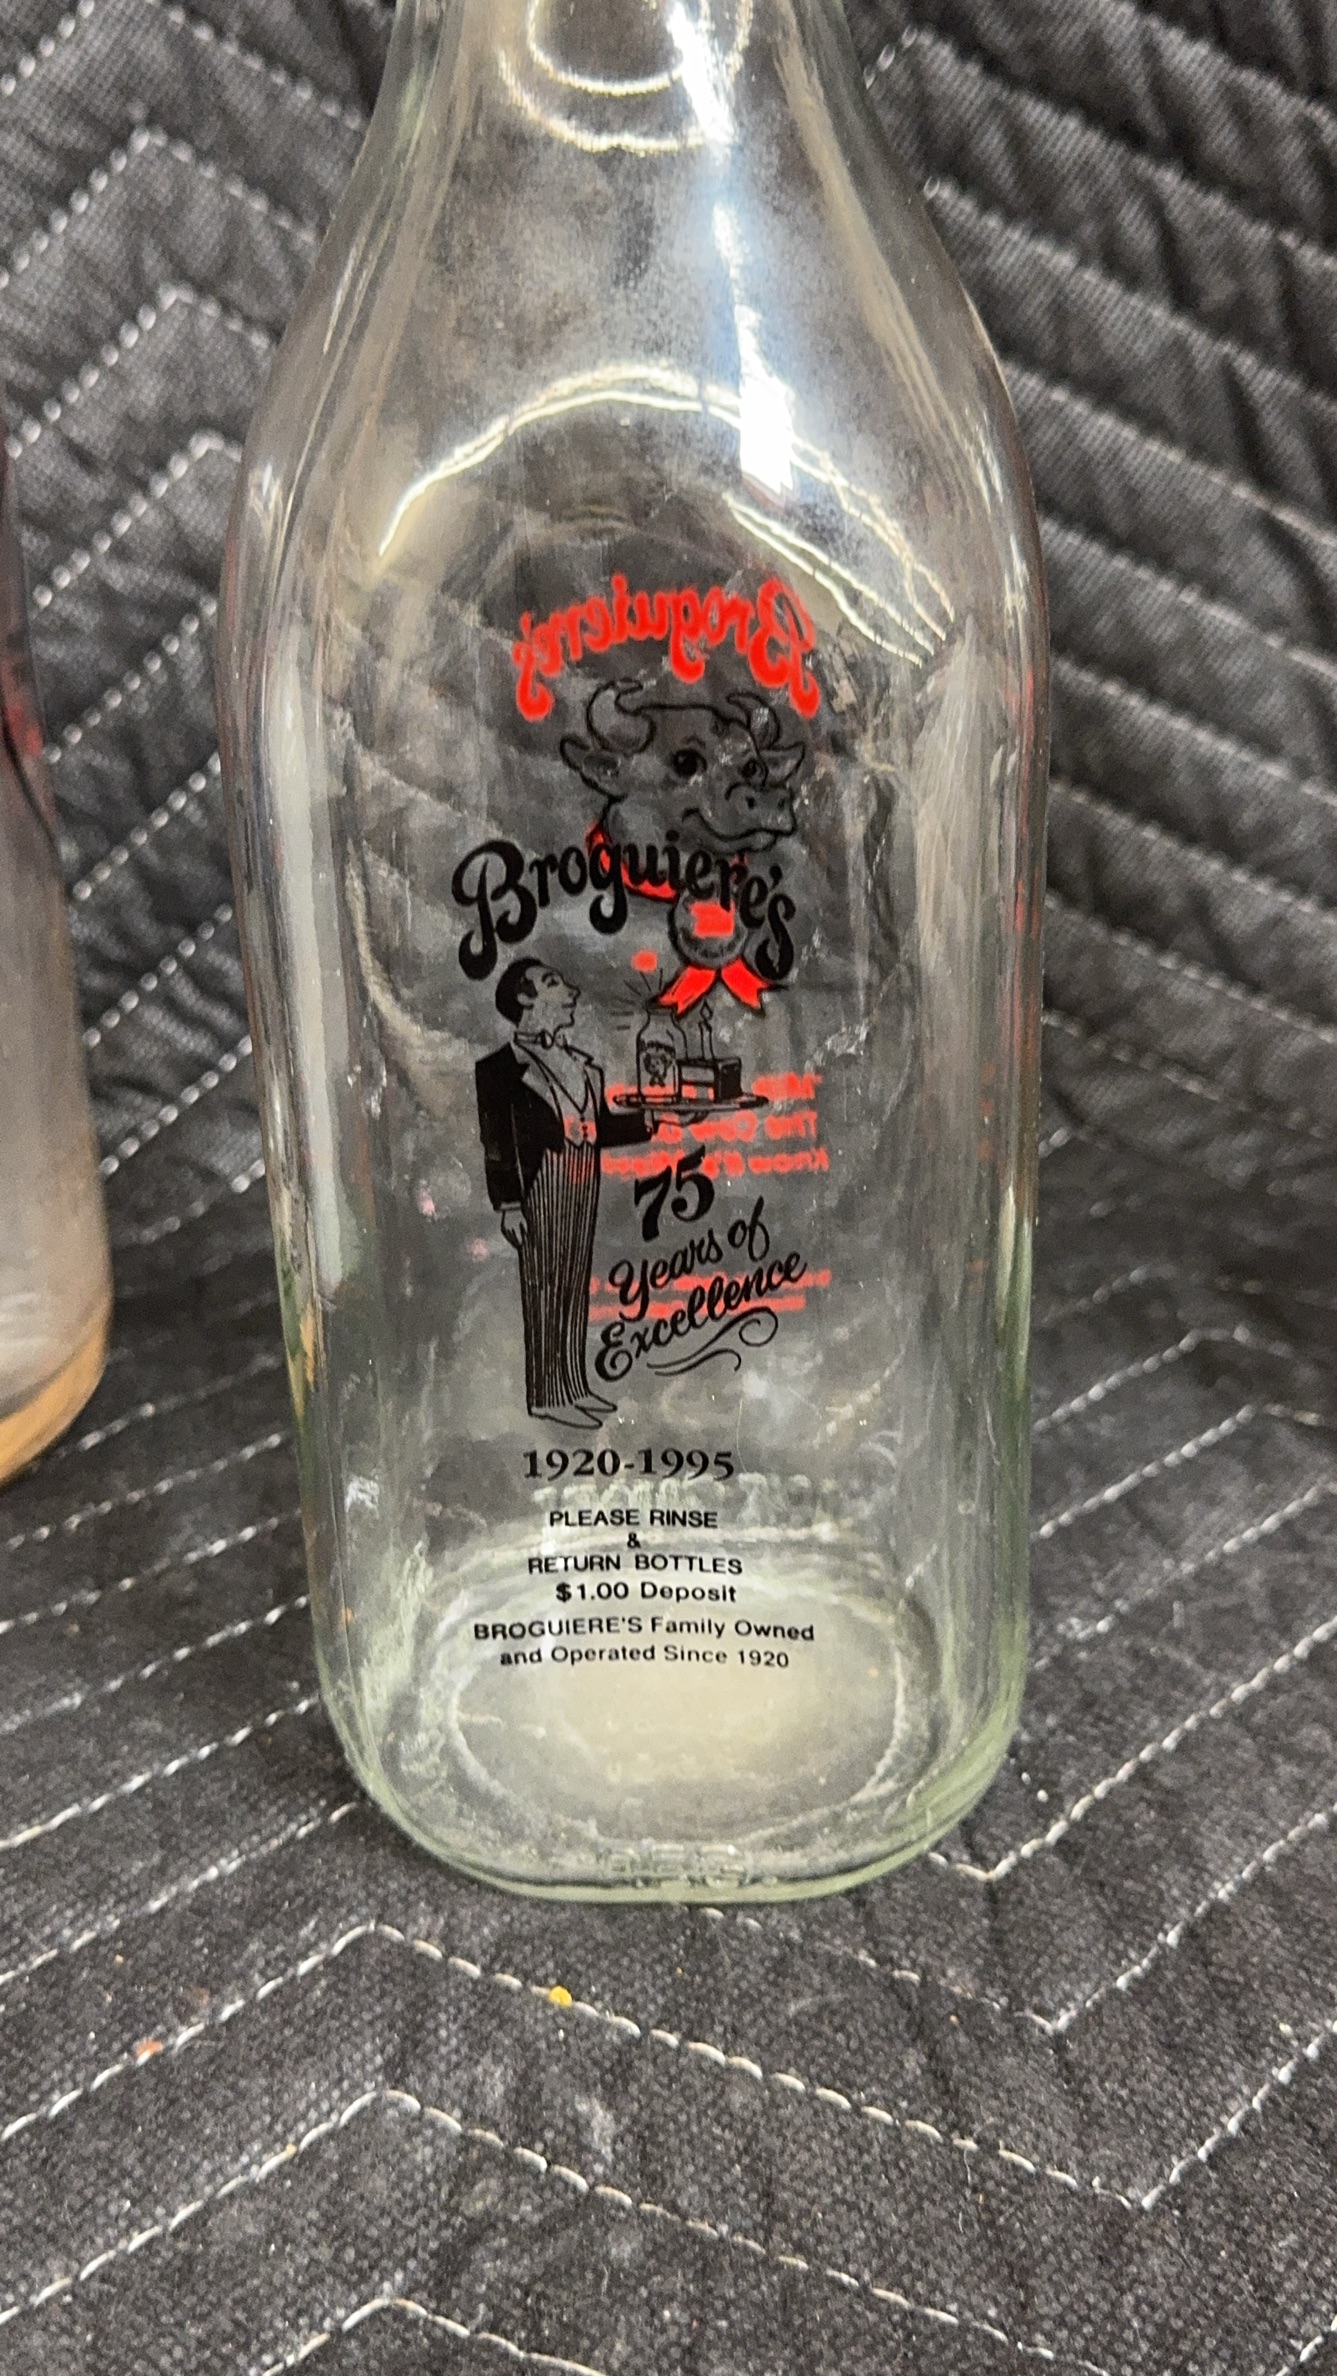 Broguiere's
Broguiere's
75
Years of
Excellence
1920-1995
PLEASE RINSE
&
RETURN BOTTLES
$1.00 Deposit
BROGUIERE'S Family Owned
and Operated Since 1920